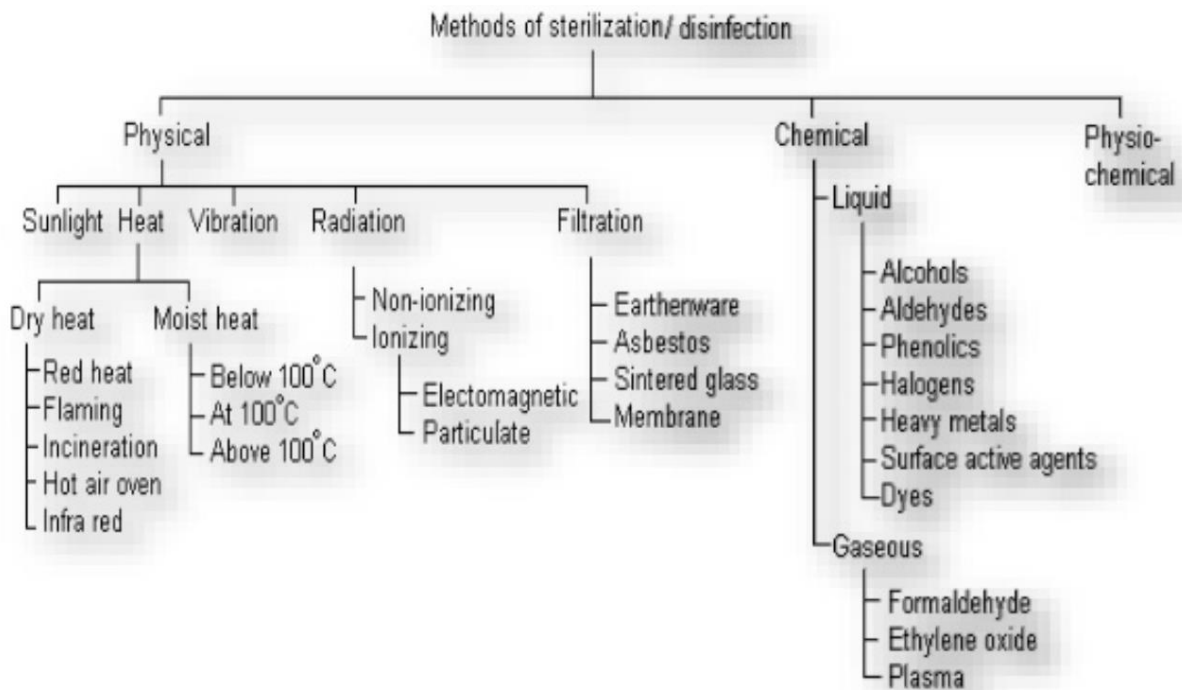 Methods of sterilization/ disinfection
Physical
Chemical
Physio-
chemical
Sunlight
Heat
Vibration
Radiation
Filtration
Dry heat
Red heat
Flaming
Incineration
Hot air oven
Infra red
Moist heat
Below 100°C
At 100°C
Above 100°C
Non-ionizing
Ionizing
Electomagnetic
Particulate
Earthenware
Asbestos
Sintered glass
Membrane
Liquid
Alcohols
Aldehydes
Phenolics
Halogens
Heavy metals
Surface active agents
Dyes
Gaseous
Formaldehyde
Ethylene oxide
Plasma